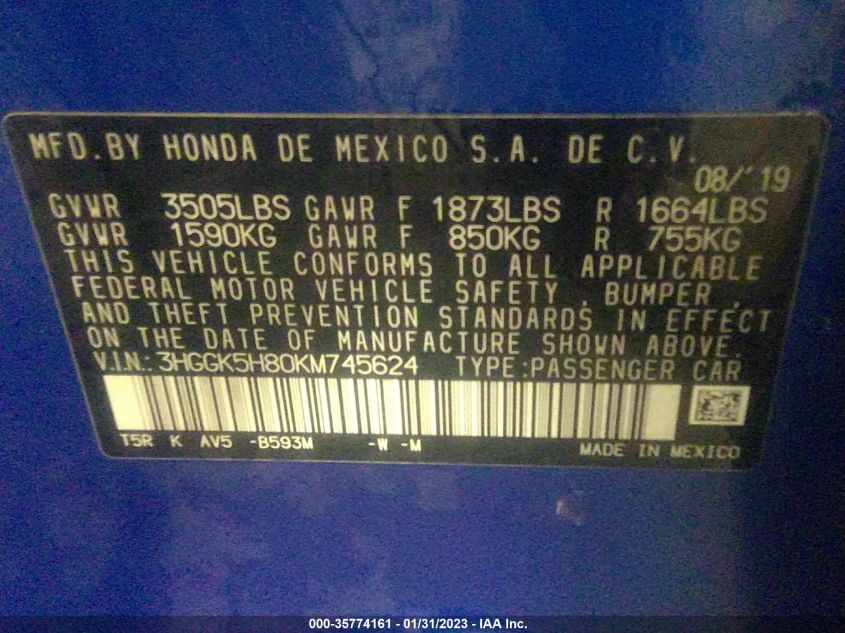 MFD. BY HONDA DE MEXICO S.A. DE C.V.
08/'19
GVWR 3505LBS GAWR F 1873LBS R 1664LBS
GVWR 1590KG GAWR F 850KG R 755KG
THIS VEHICLE CONFORMS TO ALL APPLICABLE
FEDERAL MOTOR VEHICLE SAFETY , BUMPER ,
AND THEFT PREVENTION STANDARDS IN EFFECT
ON THE DATE OF MANUFACTURE SHOWN ABOVE.
V.I.N.: 3HGGK5H80KM745624 TYPE:PASSENGER CAR
T5R K AV5 -B593M -W -M
MADE IN MEXICO
000-35774161 - 01/31/2023 - IAA Inc.